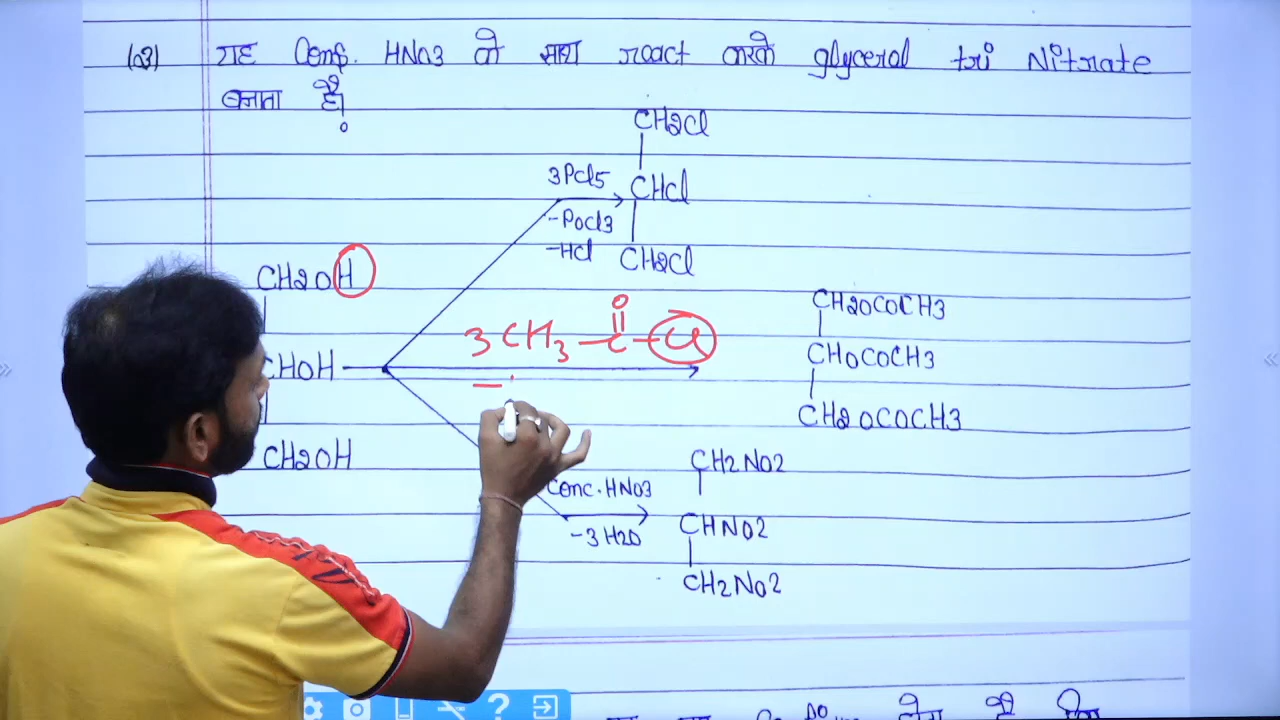 (3) यह Conc. HNO3 के साथ react करके glycerol tri Nitrate
बनाता है।
CH2Cl
3PCl5
CHCl
-POCl3
-HCl
CH2Cl
CH2OH
3CH3-C-Cl
O
CHOH
CH2OH
CH2OCOCH3
CHOCOCH3
CH2OCOCH3
Conc. HNO3
-3H2O
CH2NO2
CHNO2
CH2NO2
?